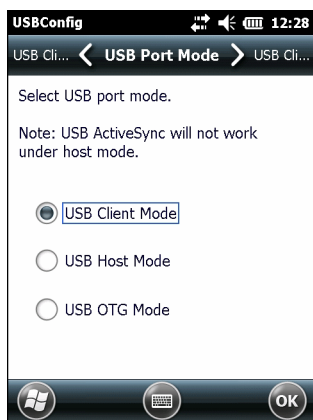 USBConfig 12:28
USB Cli... USB Port Mode USB Cli...
Select USB port mode.
Note: USB ActiveSync will not work
under host mode.
USB Client Mode
USB Host Mode
USB OTG Mode
OK